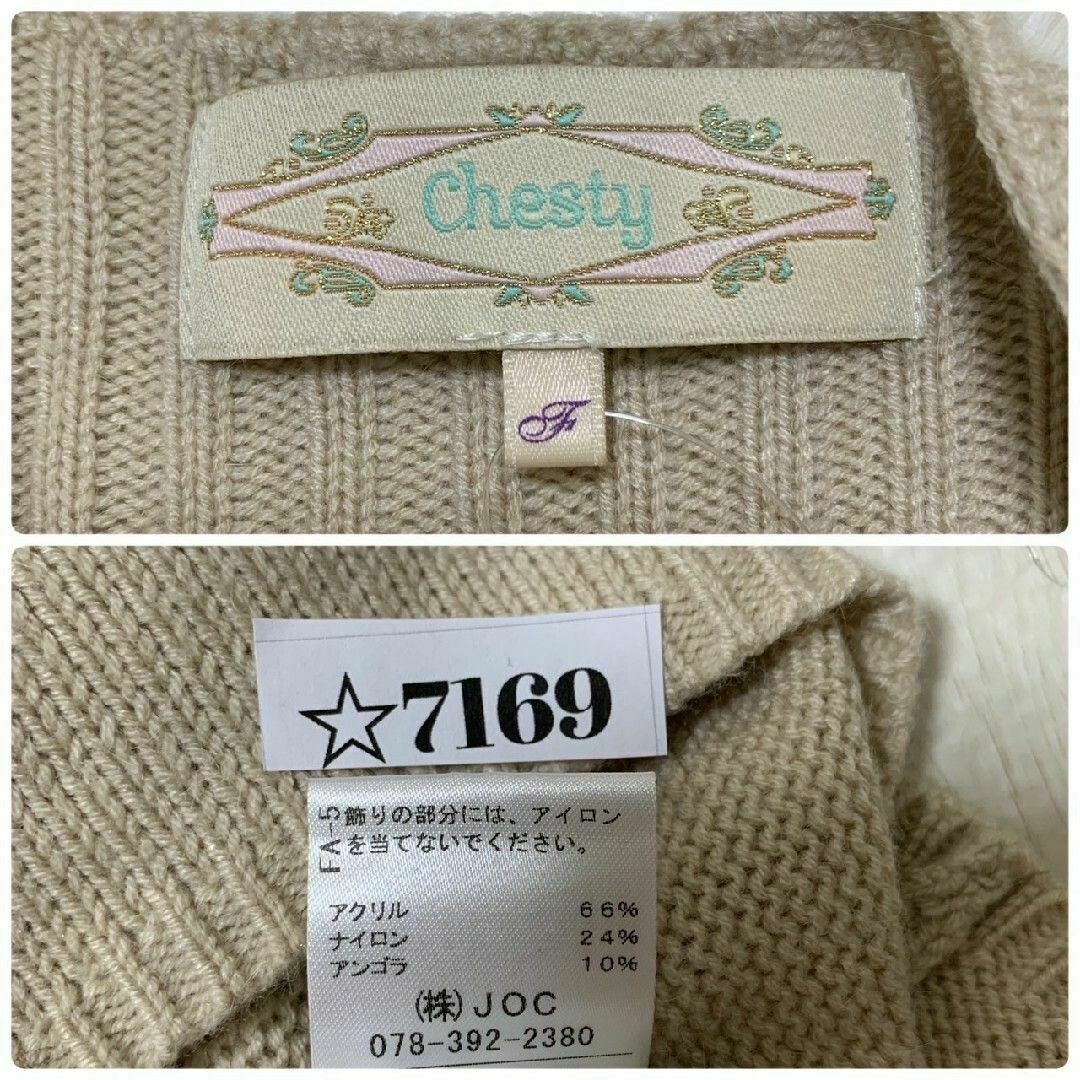 Chesty
F
☆7169
FA-5
飾りの部分には、アイロン
を当てないでください。
アクリル 66%
ナイロン 24%
アンゴラ 10%
(株)JOC
078-392-2380